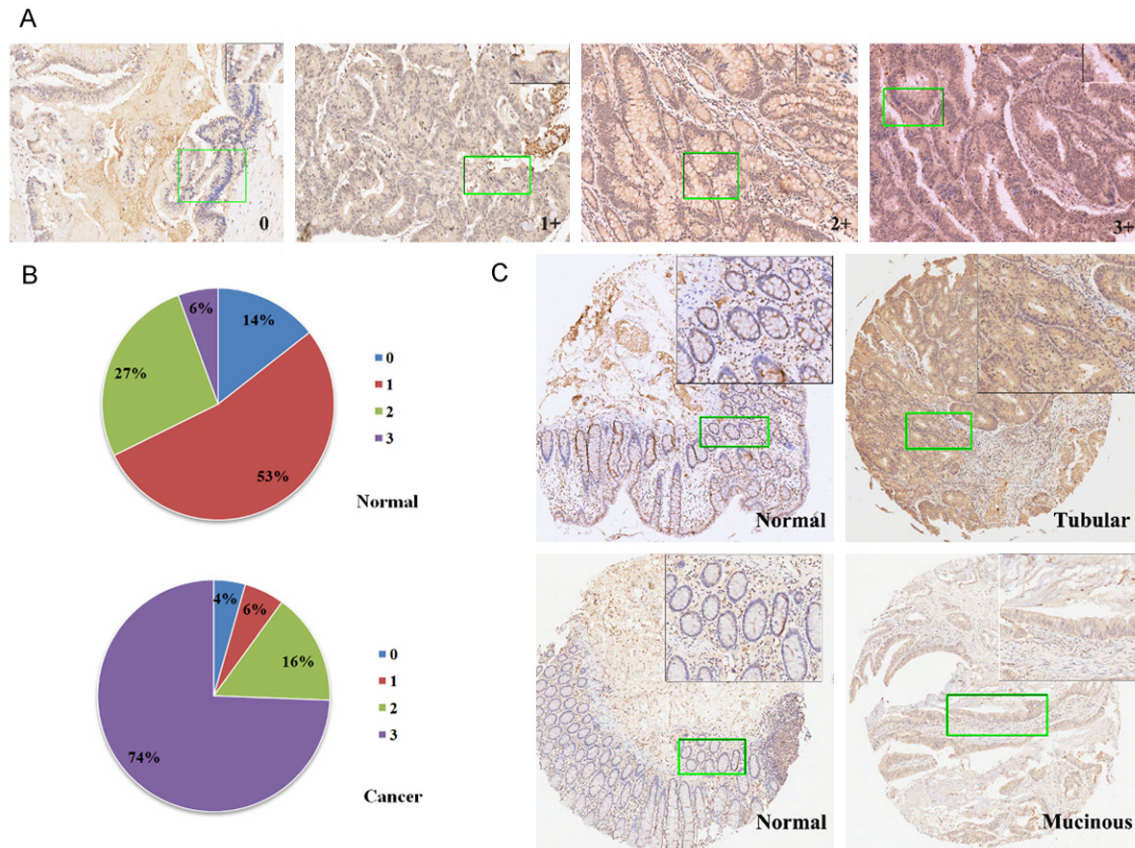 A
0
1+
2+
3+
B
C
6%
14%
27%
53%
0
1
2
3
Normal
4%
6%
16%
74%
0
1
2
3
Cancer
Normal
Tubular
Normal
Mucinous